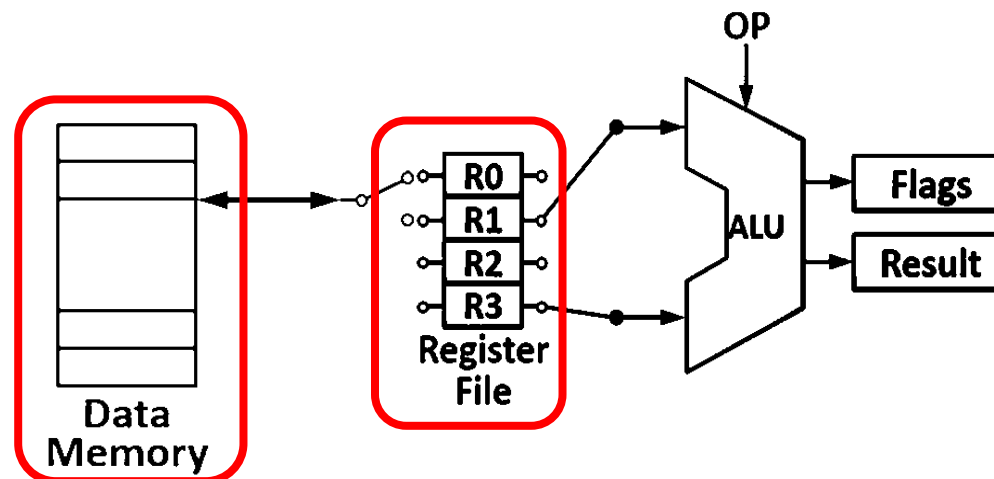 OP
R0
R1
R2
R3
Register
File
Data
Memory
ALU
Flags
Result